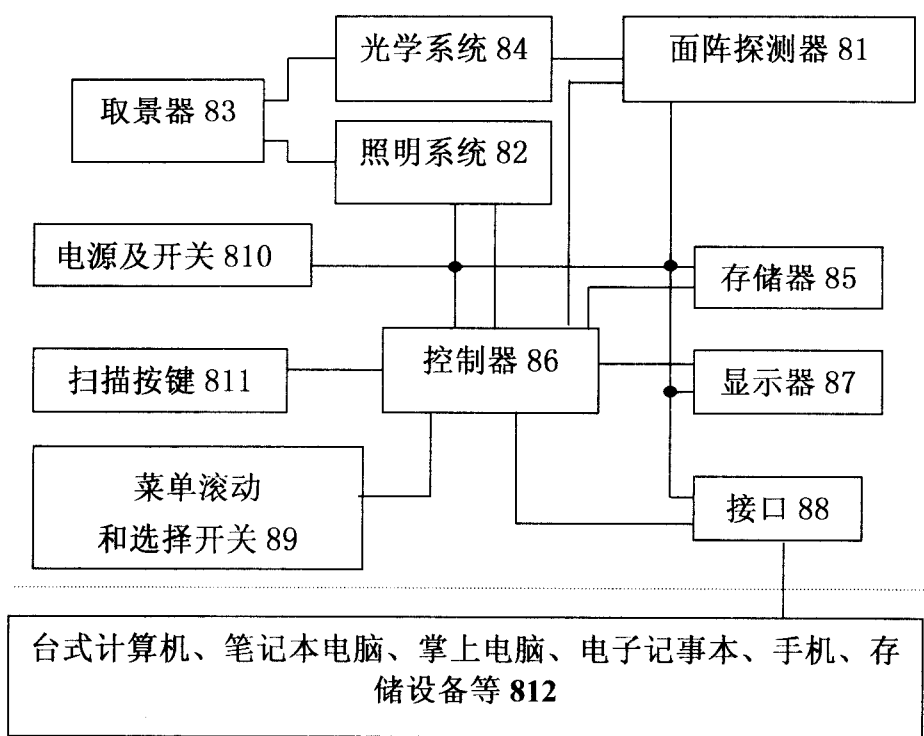 光学系统 84
面阵探测器 81
取景器 83
照明系统 82
电源及开关 810
存储器 85
扫描按键 811
控制器 86
显示器 87
菜单滚动
和选择开关 89
接口 88
台式计算机、笔记本电脑、掌上电脑、电子记事本、手机、存
储设备等 812